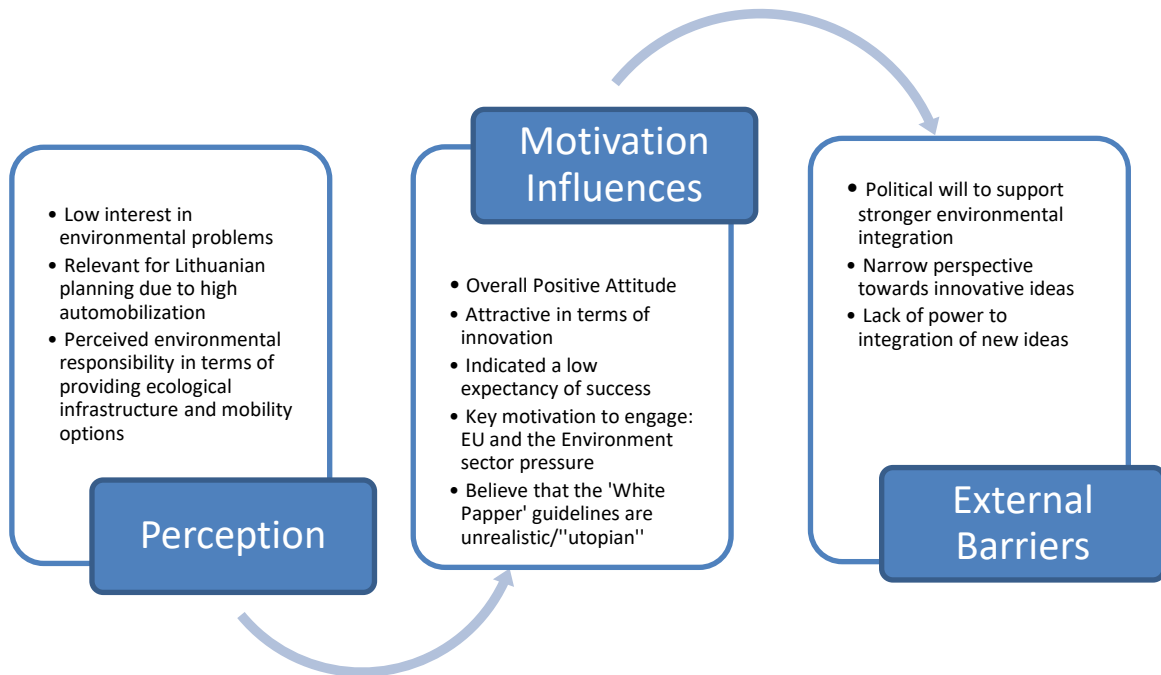 • Low interest in
environmental problems
• Relevant for Lithuanian
planning due to high
automobilization
• Perceived environmental
responsibility in terms of
providing ecological
infrastructure and mobility
options
Perception
Motivation
Influences
• Overall Positive Attitude
• Attractive in terms of
innovation
• Indicated a low
expectancy of success
• Key motivation to engage:
EU and the Environment
sector pressure
• Believe that the 'White
Papper' guidelines are
unrealistic/''utopian''
• Political will to support
stronger environmental
integration
• Narrow perspective
towards innovative ideas
• Lack of power to
integration of new ideas
External
Barriers